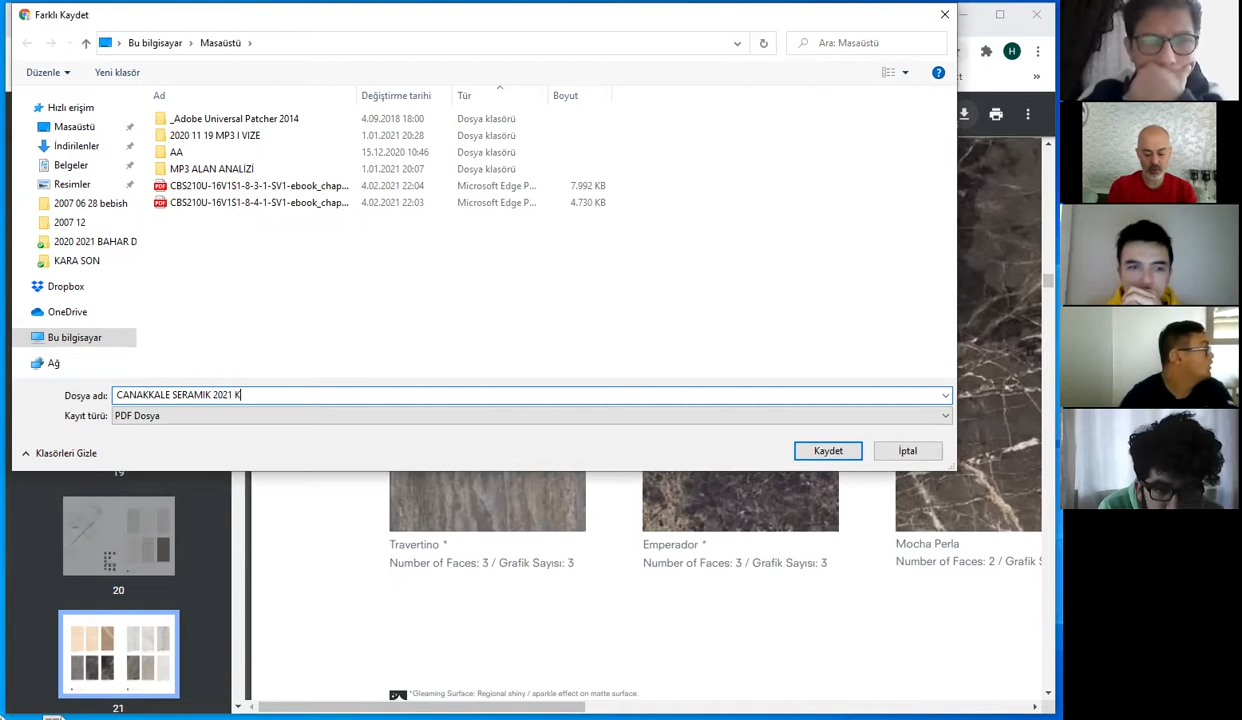 Farklı Kaydet
Bu bilgisayar > Masaüstü >
Ara: Masaüstü
Düzenle
Yeni klasör
H
Hızlı erişim
Masaüstü
İndirilenler
Belgeler
Resimler
2007 06 28 bebish
2007 12
2020 2021 BAHAR D
KARA SON
Dropbox
OneDrive
Bu bilgisayar
Ağ
Ad Değiştirme tarihi Tür Boyut
_Adobe Universal Patcher 2014 4.09.2018 18:00 Dosya klasörü
2020 11 19 MP3 I VIZE 1.01.2021 20:28 Dosya klasörü
AA 15.12.2020 10:46 Dosya klasörü
MP3 ALAN ANALİZİ 1.01.2021 20:07 Dosya klasörü
CBS210U-16V1S1-8-3-1-SV1-ebook_chap... 4.02.2021 22:04 Microsoft Edge P... 7.992 KB
CBS210U-16V1S1-8-4-1-SV1-ebook_chap... 4.02.2021 22:03 Microsoft Edge P... 4.730 KB
Dosya adı: CANAKKALE SERAMIK 2021 K
Kayıt türü: PDF Dosya
Klasörleri Gizle
Kaydet
İptal
20
21
Travertino *
Number of Faces: 3 / Grafik Sayısı: 3
Emperador *
Number of Faces: 3 / Grafik Sayısı: 3
Mocha Perla
Number of Faces: 2 / Grafik S
*Gleaming Surface: Regional shiny / sparkle effect on matte surface.